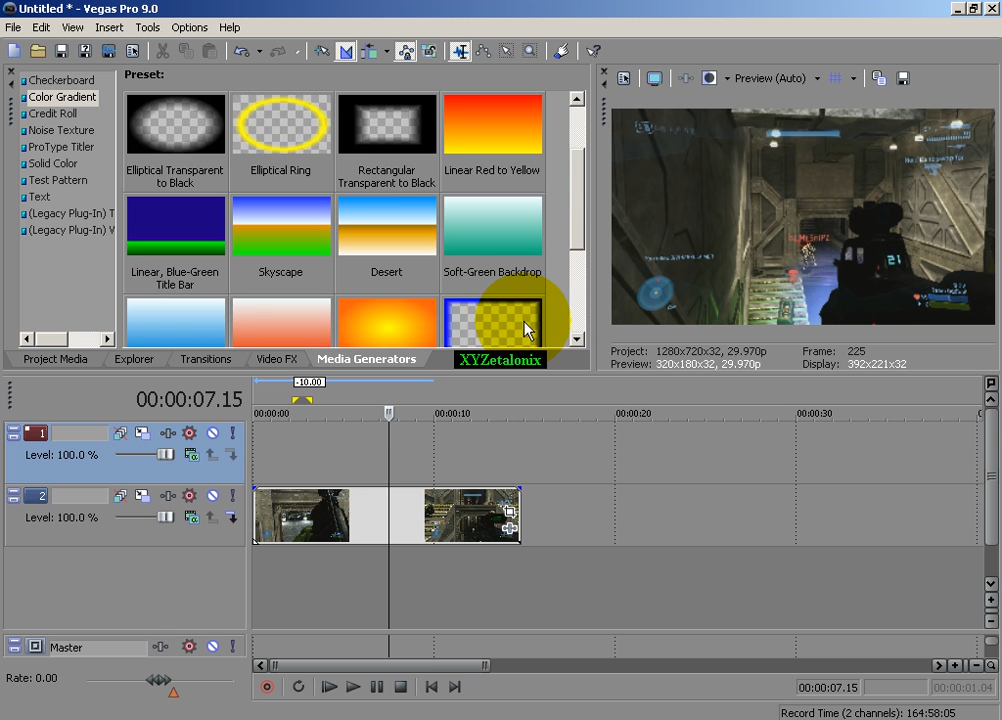 Untitled * - Vegas Pro 9.0
File Edit View Insert Tools Options Help
Checkerboard
Color Gradient
Credit Roll
Noise Texture
ProType Titler
Solid Color
Test Pattern
Text
(Legacy Plug-In) T
(Legacy Plug-In) V
Preset:
Elliptical Transparent
to Black
Elliptical Ring
Rectangular
Transparent to Black
Linear Red to Yellow
Linear, Blue-Green
Title Bar
Skyscape
Desert
Soft-Green Backdrop
Project Media Explorer Transitions Video FX Media Generators
XYZetalonix
Preview (Auto)
Project: 1280x720x32, 29.970p
Preview: 320x180x32, 29.970p
Frame: 225
Display: 392x221x32
00:00:07.15
-10.00
00:00:00 00:00:10 00:00:20 00:00:30
1
Level: 100.0 %
2
Level: 100.0 %
Master
Rate: 0.00
00:00:07.15
00:00:01.04
Record Time (2 channels): 164:58:05